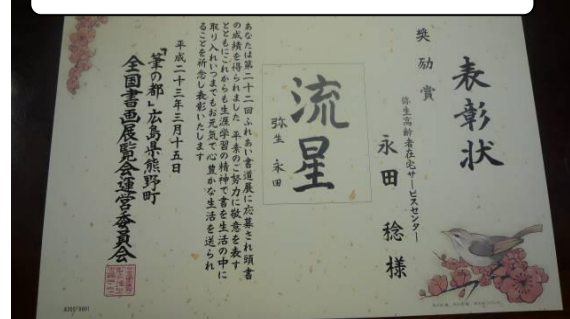 表彰状
奨励賞
弥生高齢者在宅サービスセンター
永田 稔様
流星
弥生 永田
あなたは第二十二回ふれあい書道展に応募され頭書
の成績を得られました 平素のご努力に敬意を表す
とともにこれからも生涯学習の精神で書を生活の中に
取り入れいつまでもお元気で心豊かな生活を送られ
ることを祈念し表彰いたします
平成二十三年三月十五日
「筆の都」広島県熊野町
全国書画展覧会運営委員会